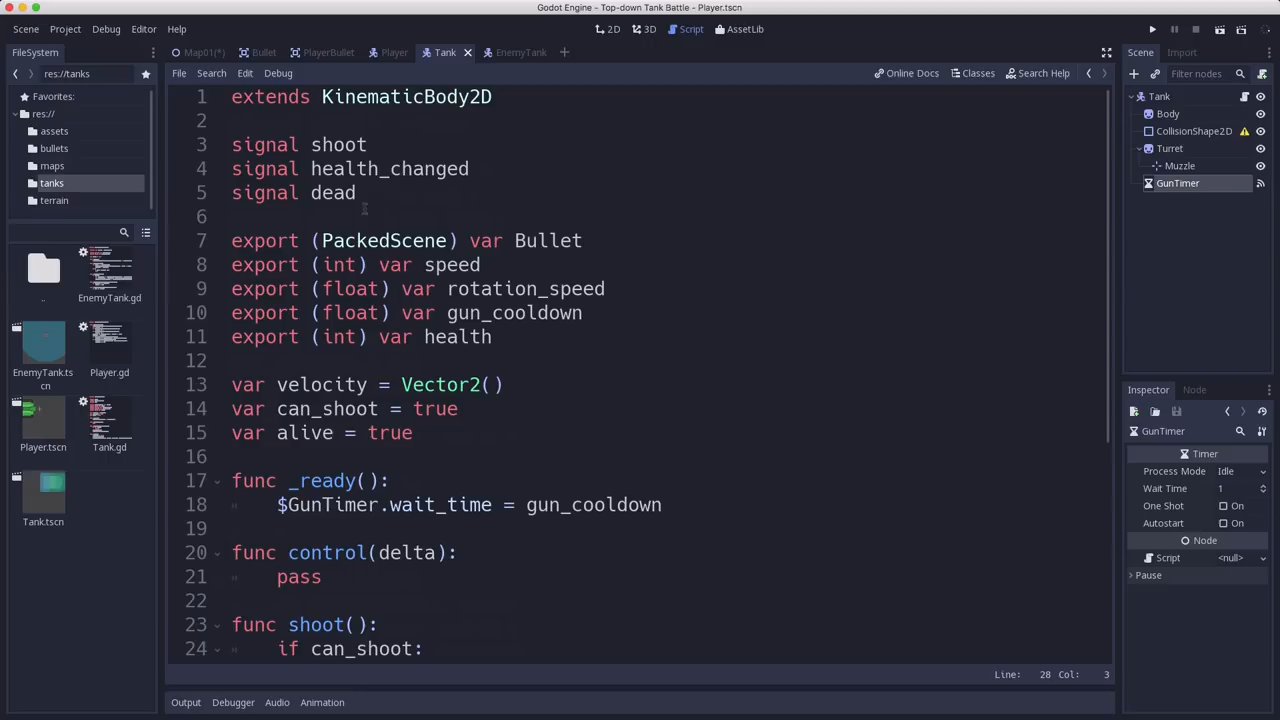 Godot Engine - Top-down Tank Battle - Player.tscn
Scene Project Debug Editor Help
2D 3D Script AssetLib
FileSystem
Map01(*) Bullet PlayerBullet Player Tank EnemyTank
Scene Import
res://tanks
File Search Edit Debug
Online Docs Classes Search Help
Filter nodes
Favorites:
res://
assets
bullets
maps
tanks
terrain
..
EnemyTank.gd
EnemyTank.ts
cn
Player.gd
Player.tscn
Tank.gd
Tank.tscn
1 extends KinematicBody2D
2
3 signal shoot
4 signal health_changed
5 signal dead
6
7 export (PackedScene) var Bullet
8 export (int) var speed
9 export (float) var rotation_speed
10 export (float) var gun_cooldown
11 export (int) var health
12
13 var velocity = Vector2()
14 var can_shoot = true
15 var alive = true
16
17 func _ready():
18 $GunTimer.wait_time = gun_cooldown
19
20 func control(delta):
21 pass
22
23 func shoot():
24 if can_shoot:
Line: 28 Col: 3
Output Debugger Audio Animation
Tank
Body
CollisionShape2D
Turret
Muzzle
GunTimer
Inspector Node
GunTimer
Timer
Process Mode Idle
Wait Time 1
One Shot On
Autostart On
Node
Script <null>
Pause